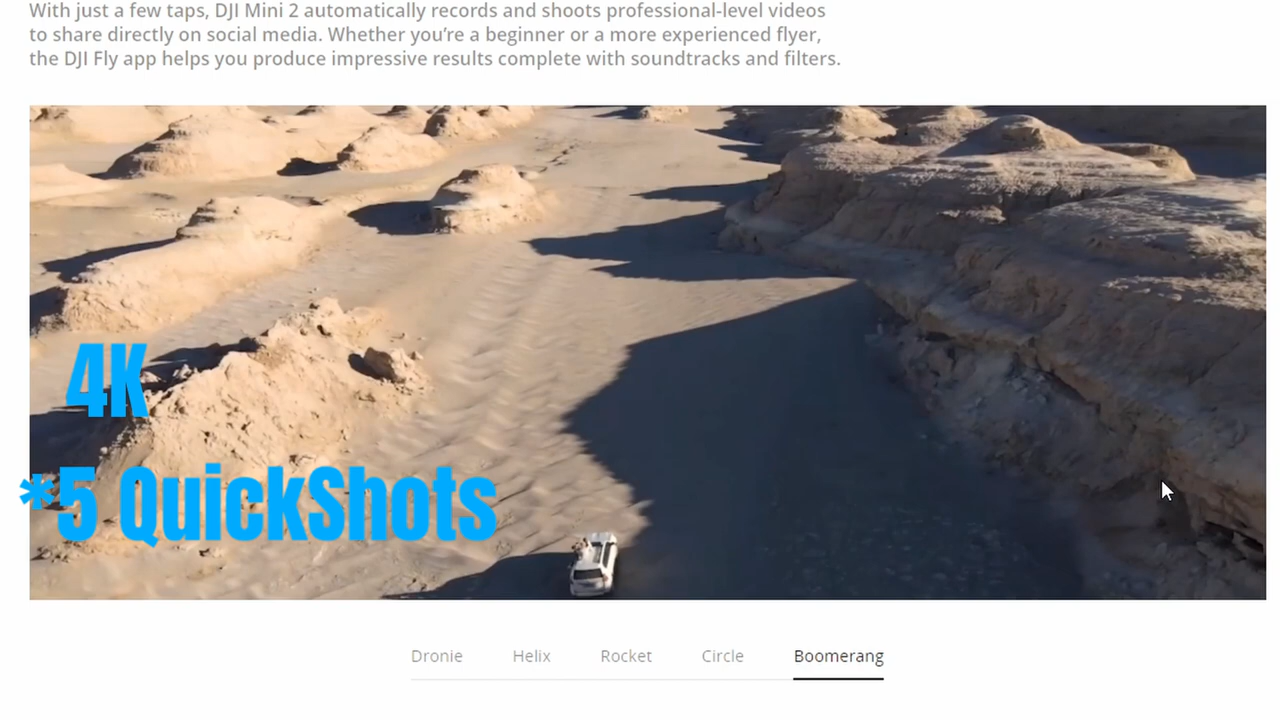 With just a few taps, DJI Mini 2 automatically records and shoots professional-level videos
to share directly on social media. Whether you’re a beginner or a more experienced flyer,
the DJI Fly app helps you produce impressive results complete with soundtracks and filters.
4K
*5 QuickShots
Dronie Helix Rocket Circle Boomerang